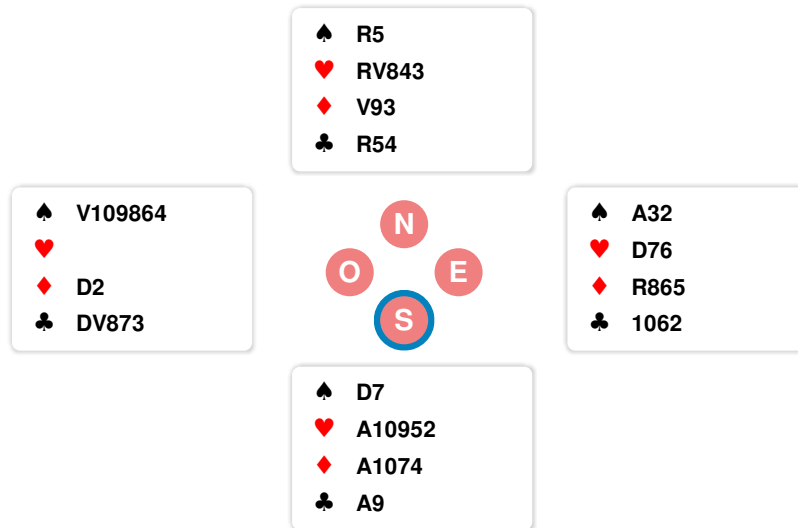 ♠ R5
♥ RV843
♦ V93
♣ R54
♠ V109864
♥
♦ D2
♣ DV873
N
O E
S
♠ A32
♥ D76
♦ R865
♣ 1062
♠ D7
♥ A10952
♦ A1074
♣ A9